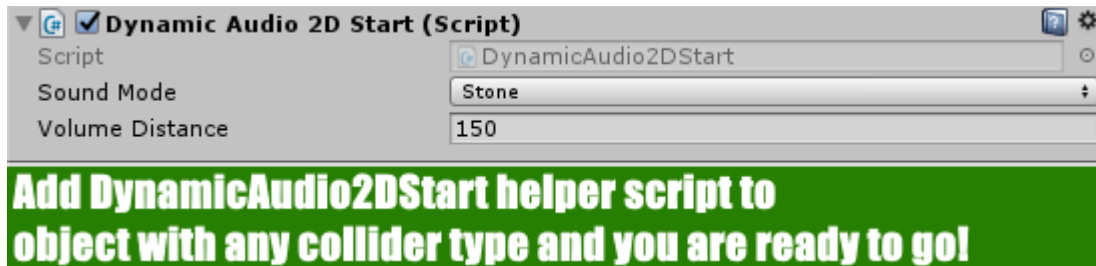 Dynamic Audio 2D Start (Script)
Script DynamicAudio2DStart
Sound Mode Stone
Volume Distance 150
Add DynamicAudio2DStart helper script to
object with any collider type and you are ready to go!